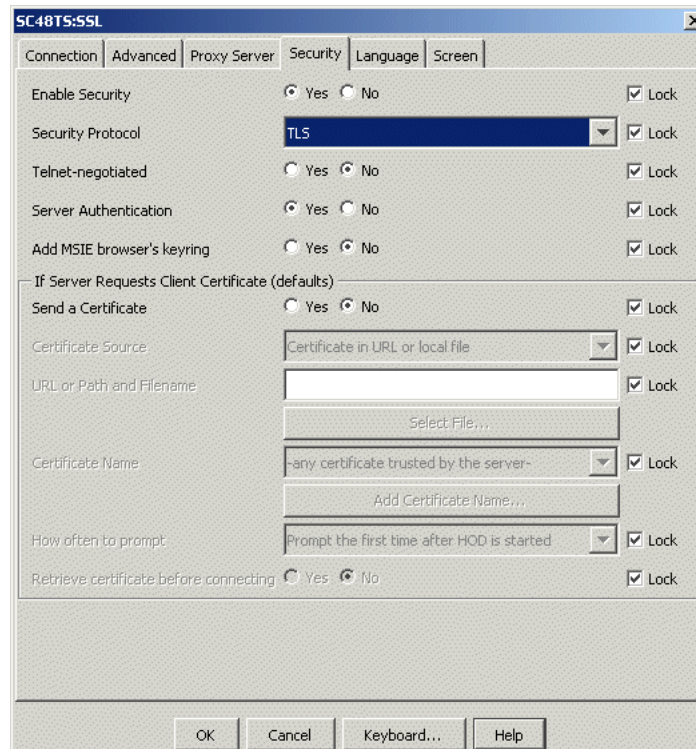 SC48TS:SSL
Connection Advanced Proxy Server Security Language Screen
Enable Security Yes No Lock
Security Protocol TLS Lock
Telnet-negotiated Yes No Lock
Server Authentication Yes No Lock
Add MSIE browser's keyring Yes No Lock
If Server Requests Client Certificate (defaults)
Send a Certificate Yes No Lock
Certificate Source Certificate in URL or local file Lock
URL or Path and Filename Lock
Select File...
Certificate Name -any certificate trusted by the server- Lock
Add Certificate Name...
How often to prompt Prompt the first time after HOD is started Lock
Retrieve certificate before connecting Yes No Lock
OK Cancel Keyboard... Help